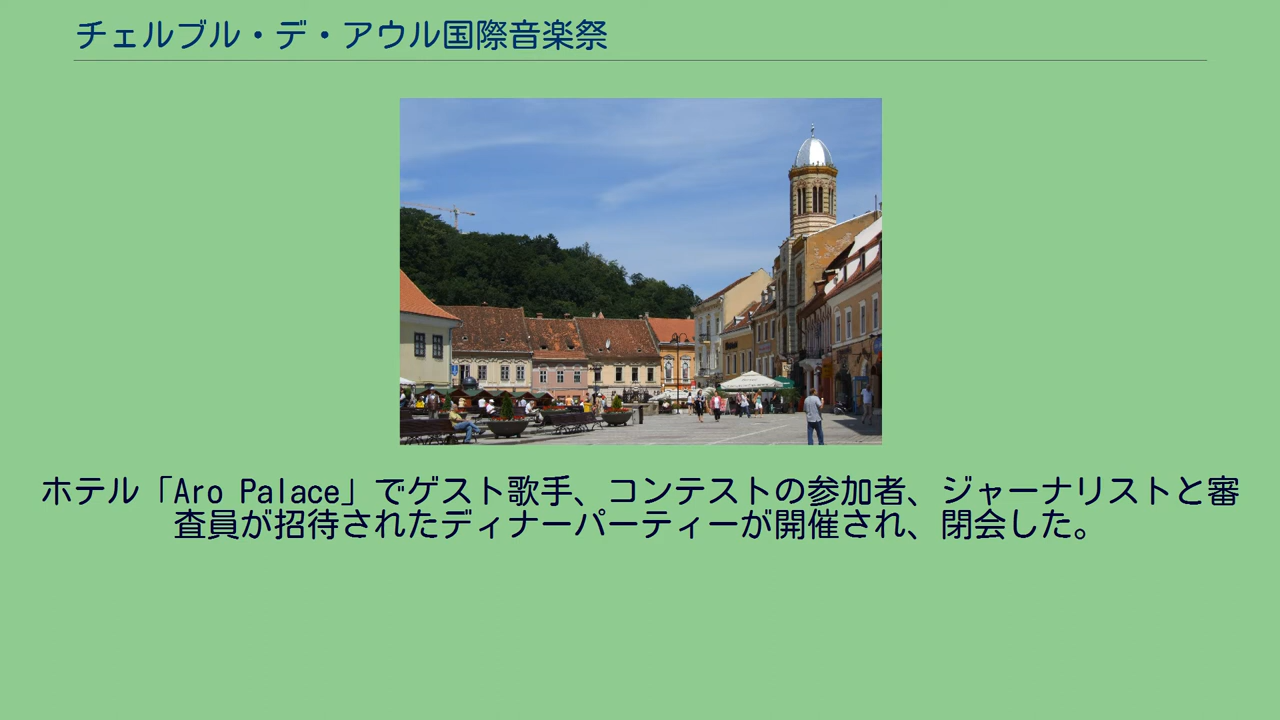 チェルブル・デ・アウル国際音楽祭
ホテル「Aro Palace」でゲスト歌手、コンテストの参加者、ジャーナリストと審
査員が招待されたディナーパーティーが開催され、閉会した。